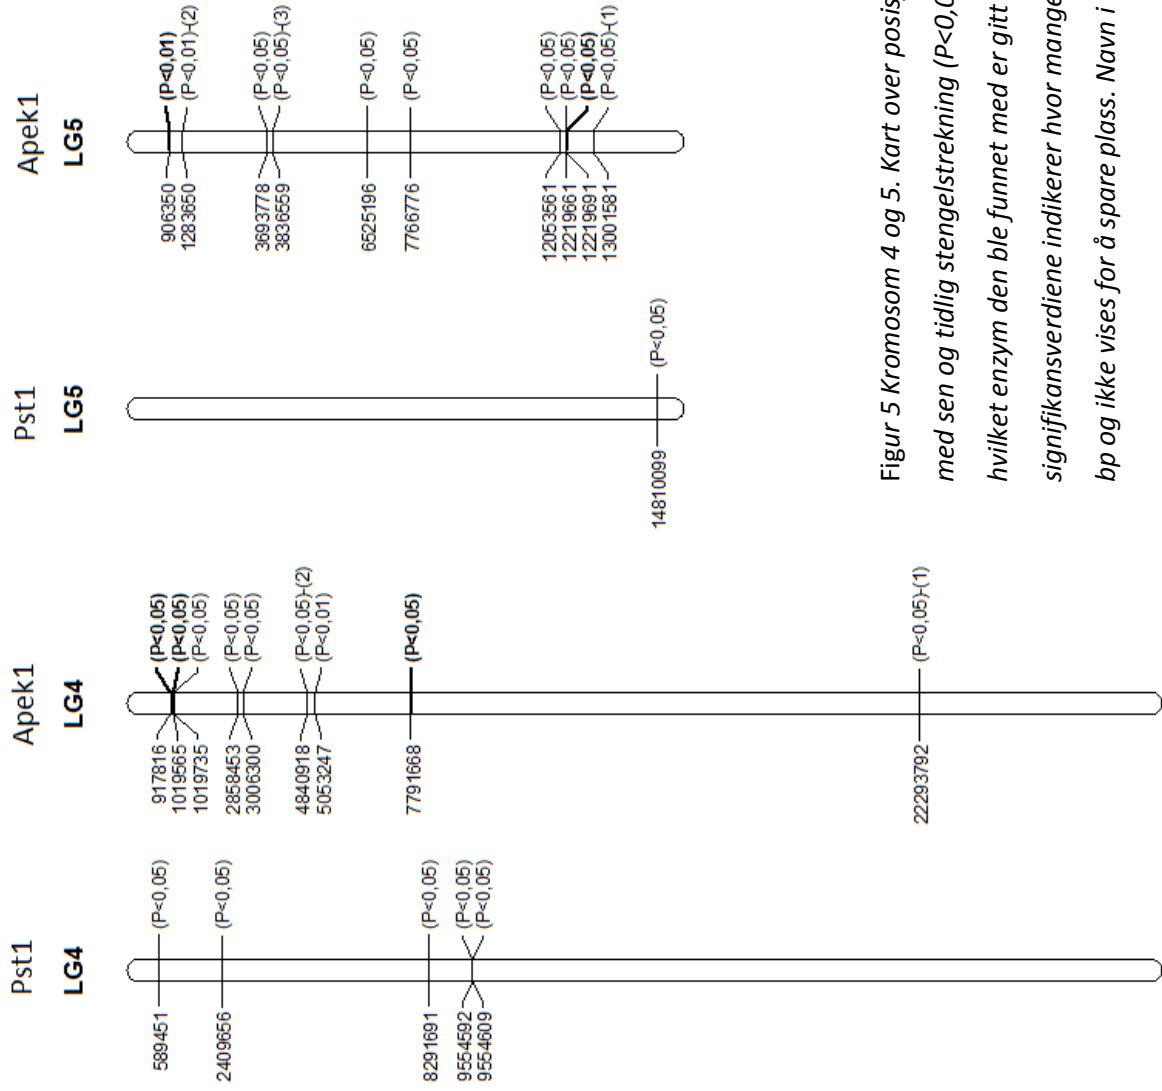 Pst1
LG4
589451 (P<0,05)
2409656 (P<0,05)
8291691 (P<0,05)
9554592 (P<0,05)
9554609 (P<0,05)
Apek1
LG4
917816 (P<0,05)
1019565 (P<0,05)
1019735 (P<0,05)
2858453 (P<0,05)
3006300 (P<0,05)
4840918 (P<0,05)-(2)
5053247 (P<0,01)
7791668 (P<0,05)
22293792 (P<0,05)-(1)
Pst1
LG5
14810099 (P<0,05)
Apek1
LG5
906350 (P<0,01)
1283650 (P<0,01)-(2)
3693778 (P<0,05)
3836559 (P<0,05)-(3)
6525196 (P<0,05)
7766776 (P<0,05)
12053561 (P<0,05)
12219661 (P<0,05)
12219691 (P<0,05)
13001581 (P<0,05)-(1)
Figur 5 Kromosom 4 og 5. Kart over
med sen og tidlig stengelstrekning (P<0,0
hvilket enzym den ble funnet med er gitt
signifikansverdiene indikerer hvor mange
bp og ikke vises for å spare plass. Navn i